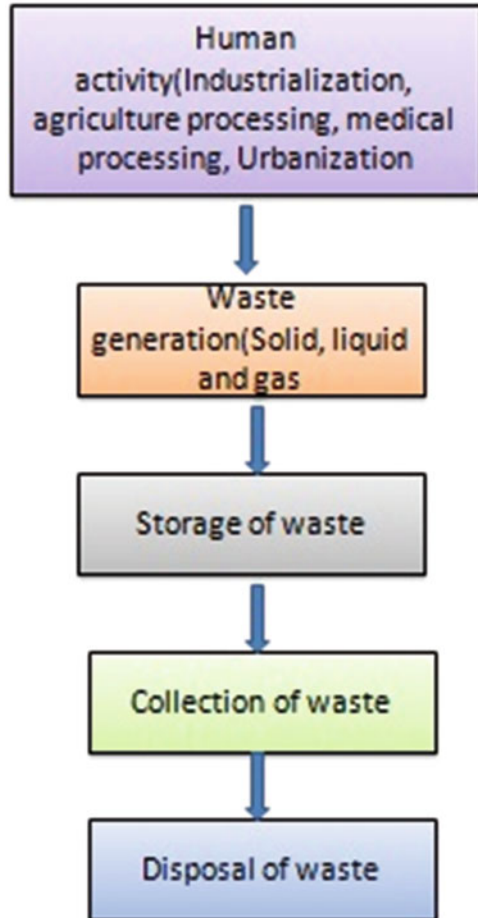 Human
activity(Industrialization,
agriculture processing, medical
processing, Urbanization
Waste
generation(Solid, liquid
and gas
Storage of waste
Collection of waste
Disposal of waste